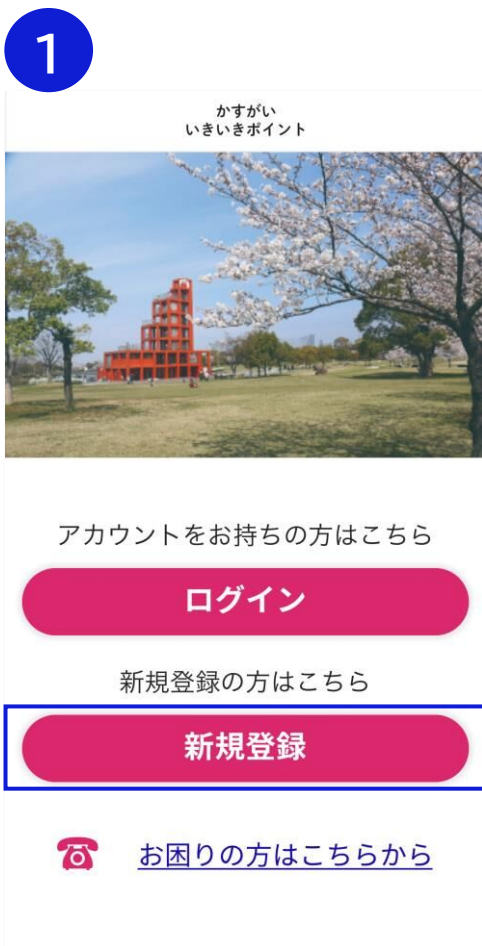 1
かすがい
いきいきポイント
アカウントをお持ちの方はこちら
ログイン
新規登録の方はこちら
新規登録
お困りの方はこちらから